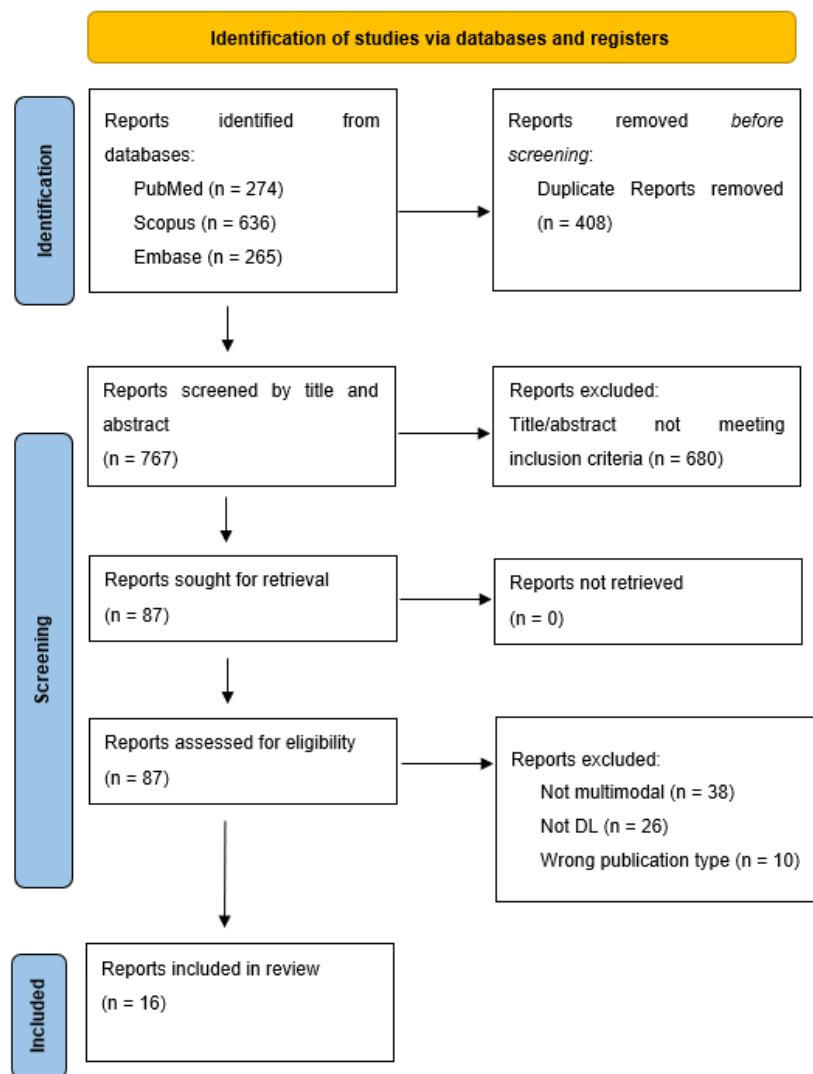 Identification of studies via databases and registers
Identification
Reports identified from
databases:
PubMed (n = 274)
Scopus (n = 636)
Embase (n = 265)
Reports removed before
screening:
Duplicate Reports removed
(n = 408)
Screening
Reports screened by title and
abstract
(n = 767)
Reports excluded:
Title/abstract not meeting
inclusion criteria (n = 680)
Reports sought for retrieval
(n = 87)
Reports not retrieved
(n = 0)
Reports assessed for eligibility
(n = 87)
Reports excluded:
Not multimodal (n = 38)
Not DL (n = 26)
Wrong publication type (n = 10)
Included
Reports included in review
(n = 16)